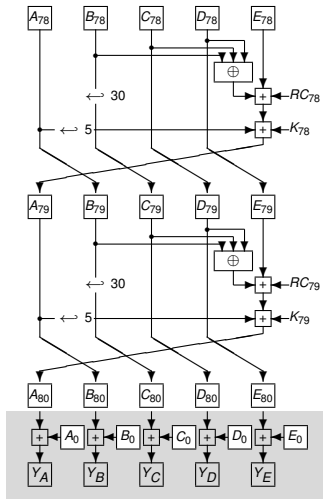 A78 B78 C78 D78 E78
⊕
↩ 30 + RC78
↩ 5 + K78
A79 B79 C79 D79 E79
⊕
↩ 30 + RC79
↩ 5 + K79
A80 B80 C80 D80 E80
+ A0 + B0 + C0 + D0 + E0
YA YB YC YD YE